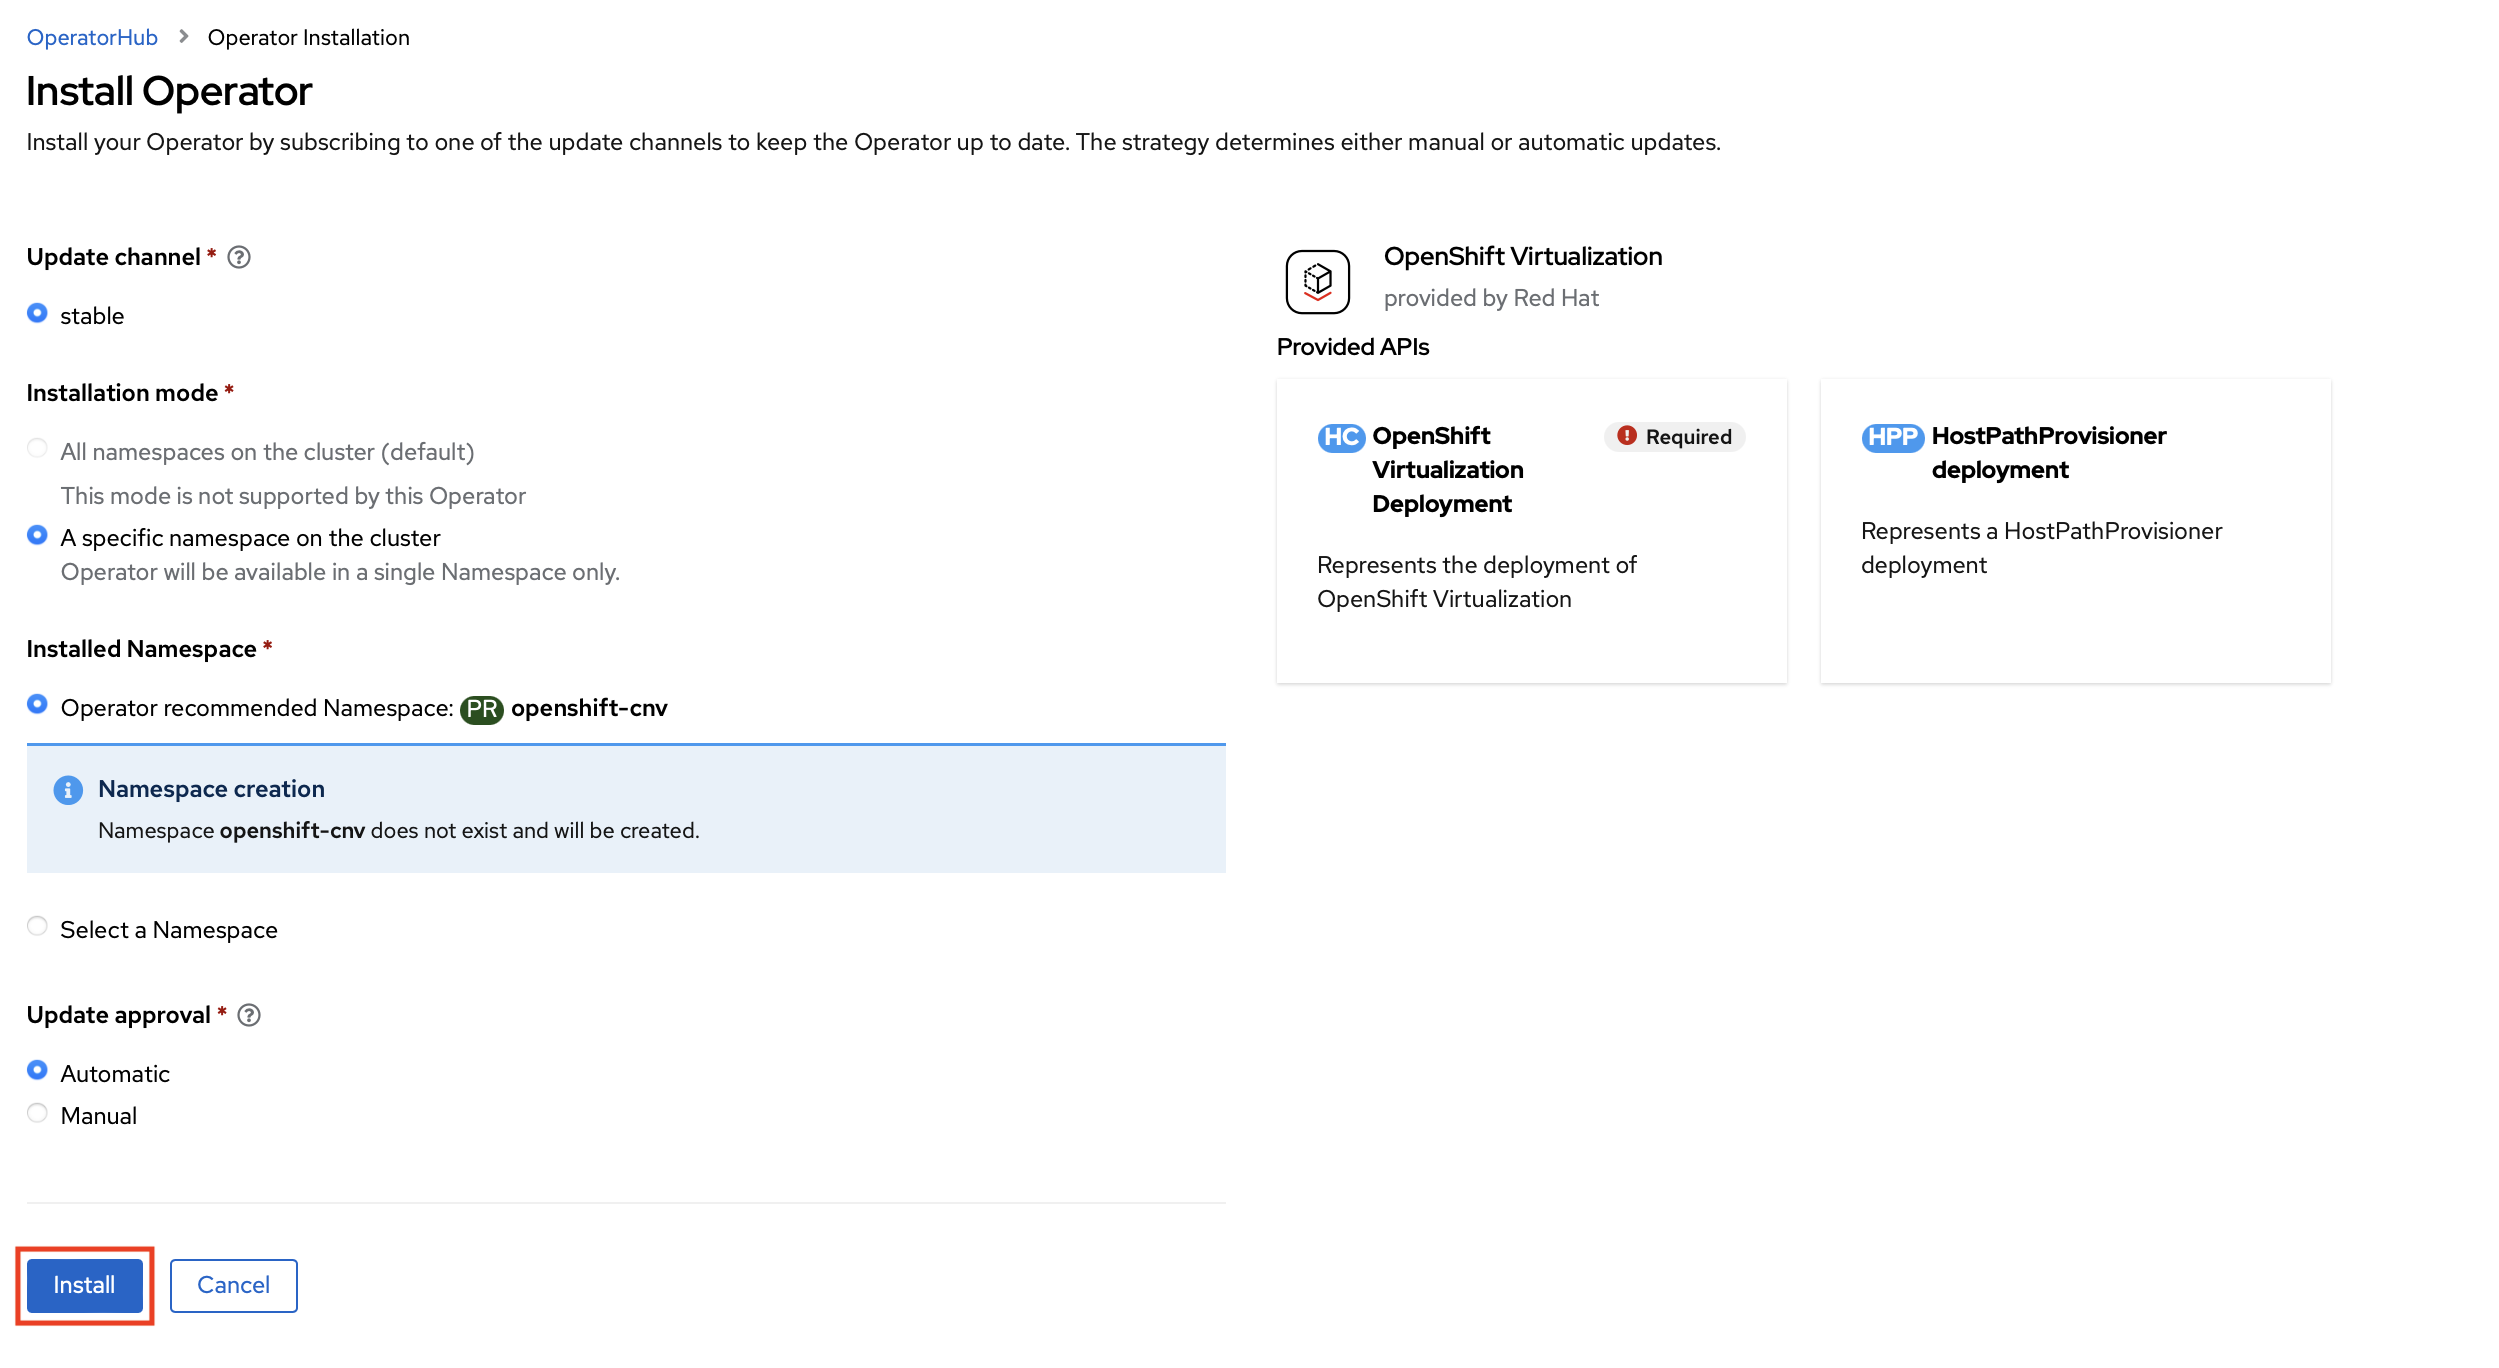 OperatorHub > Operator Installation
Install Operator
Install your Operator by subscribing to one of the update channels to keep the Operator up to date. The strategy determines either manual or automatic updates.
Update channel *
stable
Installation mode *
All namespaces on the cluster (default)
This mode is not supported by this Operator
A specific namespace on the cluster
Operator will be available in a single Namespace only.
Installed Namespace *
Operator recommended Namespace: PR openshift-cnv
Namespace creation
Namespace openshift-cnv does not exist and will be created.
Select a Namespace
Update approval *
Automatic
Manual
Install
Cancel
OpenShift Virtualization
provided by Red Hat
Provided APIs
HC OpenShift
Virtualization
Deployment
Required
Represents the deployment of
OpenShift Virtualization
HPP HostPathProvisioner
deployment
Represents a HostPathProvisioner
deployment